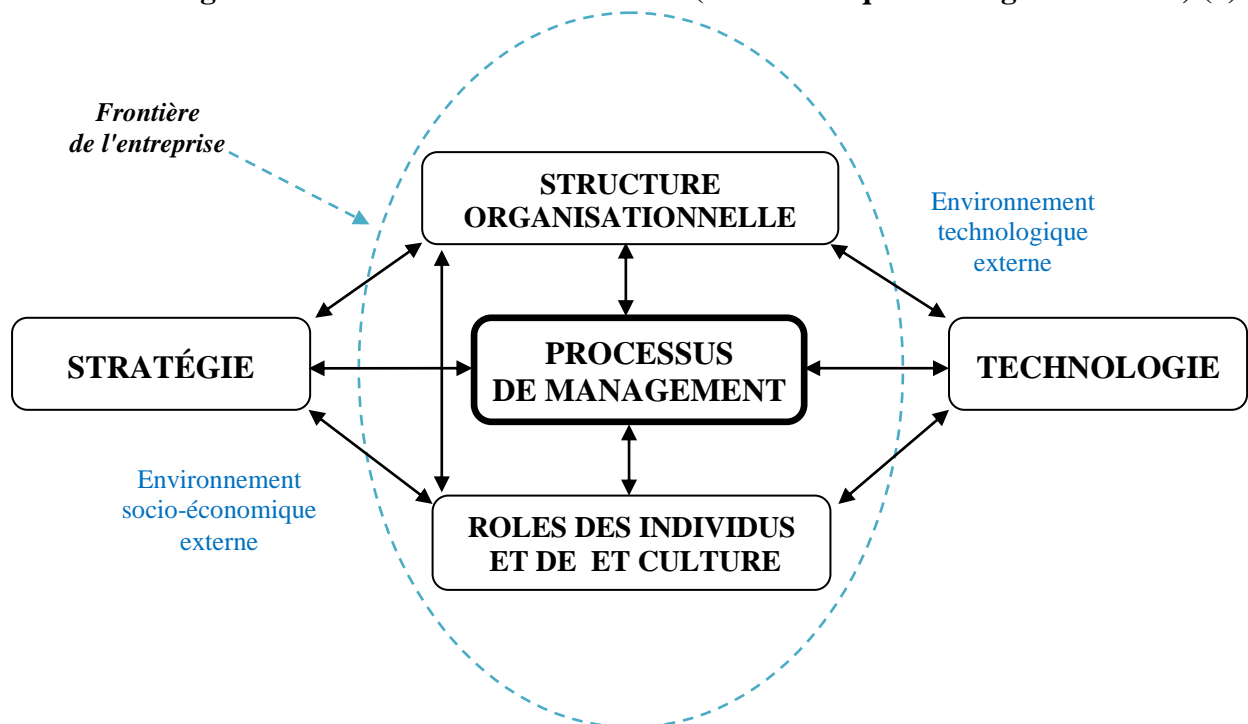 Frontière
de l'entreprise
STRUCTURE
ORGANISATIONNELLE
Environnement
technologique
externe
STRATÉGIE
PROCESSUS
DE MANAGEMENT
TECHNOLOGIE
Environnement
socio-économique
externe
ROLES DES INDIVIDUS
ET DE ET CULTURE